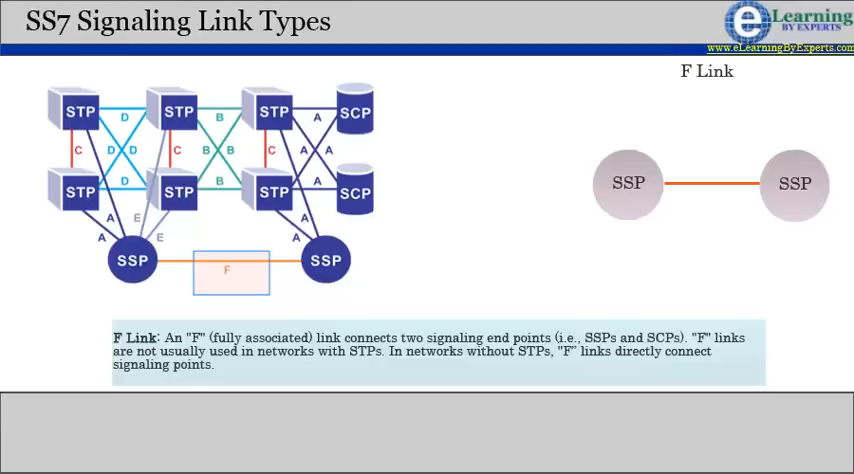 SS7 Signaling Link Types
eLearning
BY EXPERTS
www.eLearningByExperts.com
F Link
STP D STP B STP A SCP
C D D C B B C A A
STP D STP B STP A SCP
A E A
A E A
SSP F SSP
SSP SSP
F Link: An "F" (fully associated) link connects two signaling end points (i.e., SSPs and SCPs). "F" links
are not usually used in networks with STPs. In networks without STPs, "F" links directly connect
signaling points.